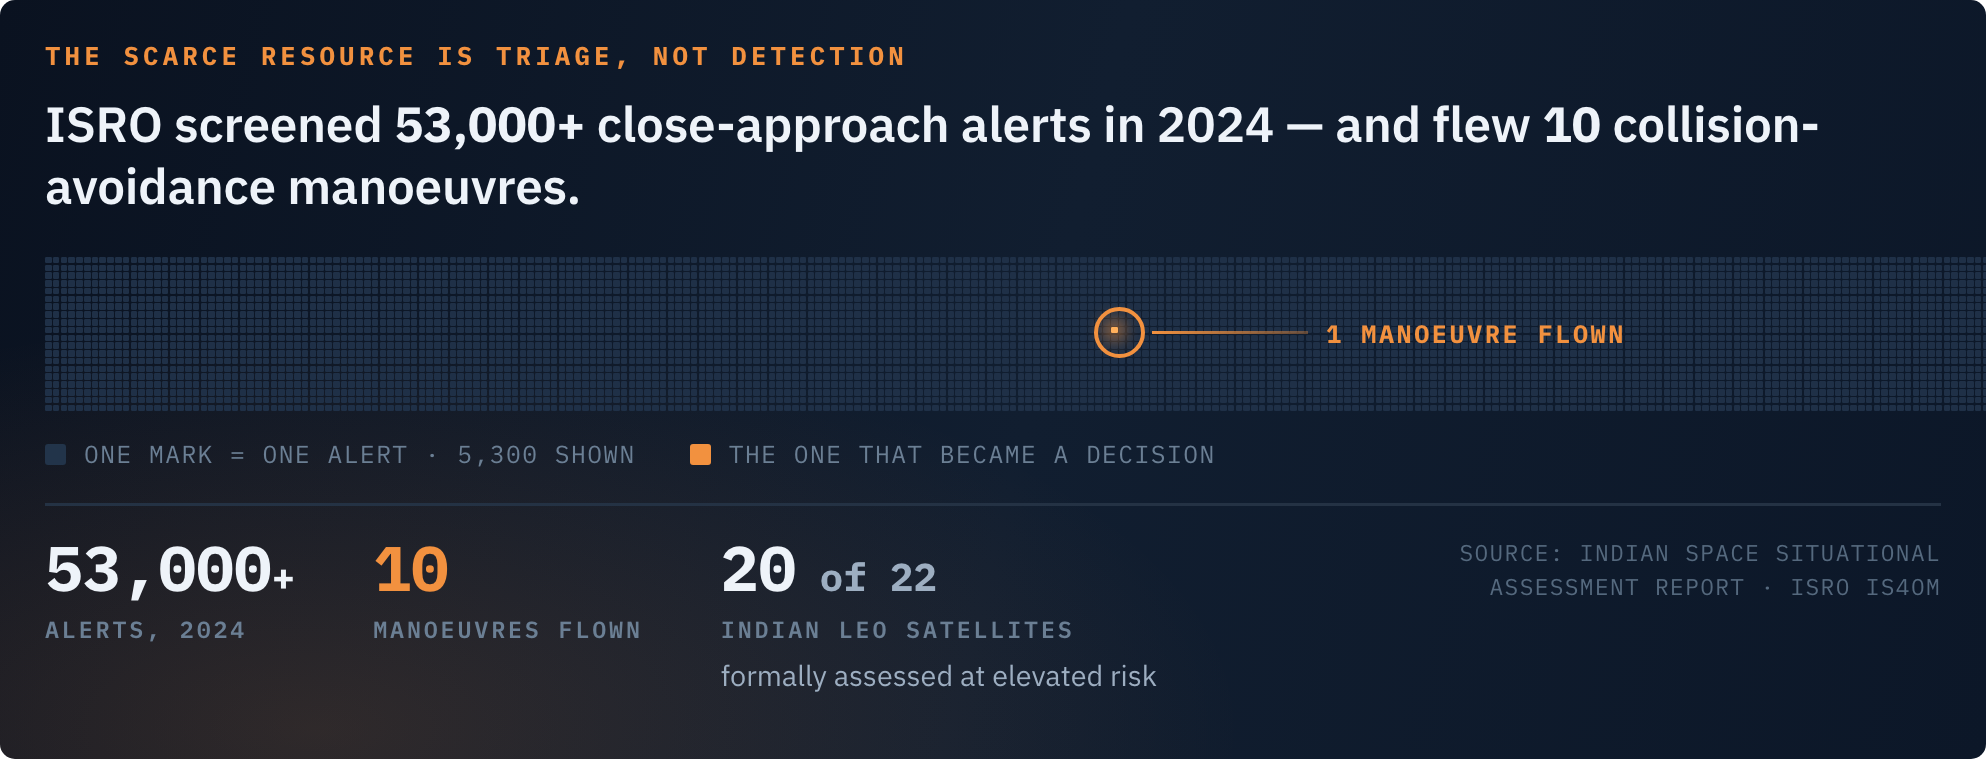 THE SCARCE RESOURCE IS TRIAGE, NOT DETECTION
ISRO screened 53,000+ close-approach alerts in 2024 — and flew 10 collision-
avoidance manoeuvres.
1 MANOEUVRE FLOWN
ONE MARK = ONE ALERT · 5,300 SHOWN
THE ONE THAT BECAME A DECISION
53,000+
ALERTS, 2024
10
MANOEUVRES FLOWN
20 of 22
INDIAN LEO SATELLITES
formally assessed at elevated risk
SOURCE: INDIAN SPACE SITUATIONAL
ASSESSMENT REPORT · ISRO IS4OM